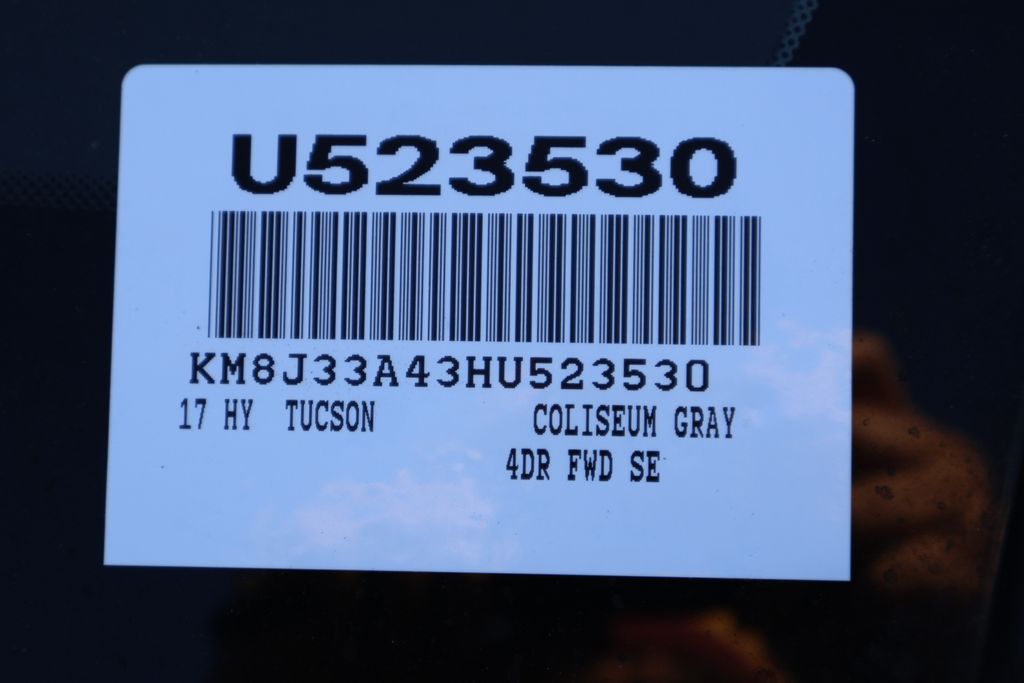 U523530
KM8J33A43HU523530
17 HY TUCSON COLISEUM GRAY
4DR FWD SE